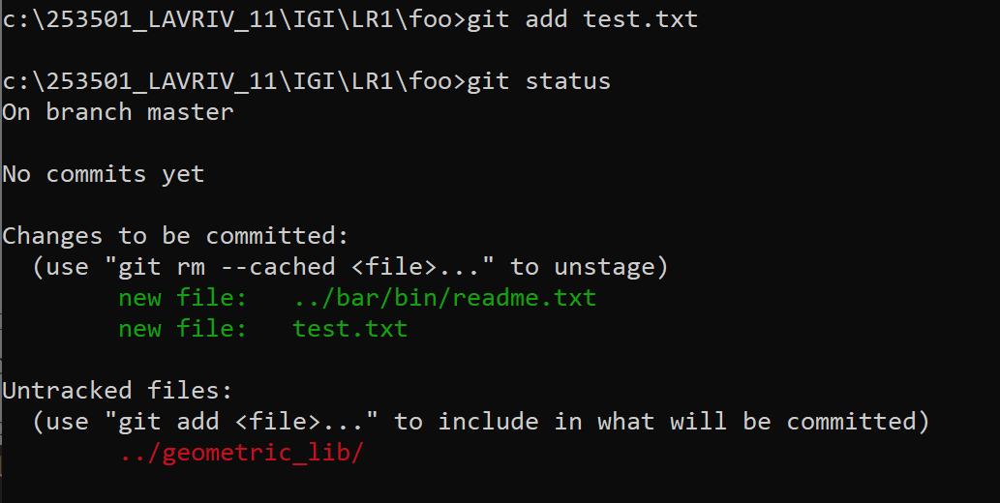 c:\253501_LAVRIV_11\IGI\LR1\foo>git add test.txt
c:\253501_LAVRIV_11\IGI\LR1\foo>git status
On branch master
No commits yet
Changes to be committed:
  (use "git rm --cached <file>..." to unstage)
        new file:   ../bar/bin/readme.txt
        new file:   test.txt
Untracked files:
  (use "git add <file>..." to include in what will be committed)
        ../geometric_lib/